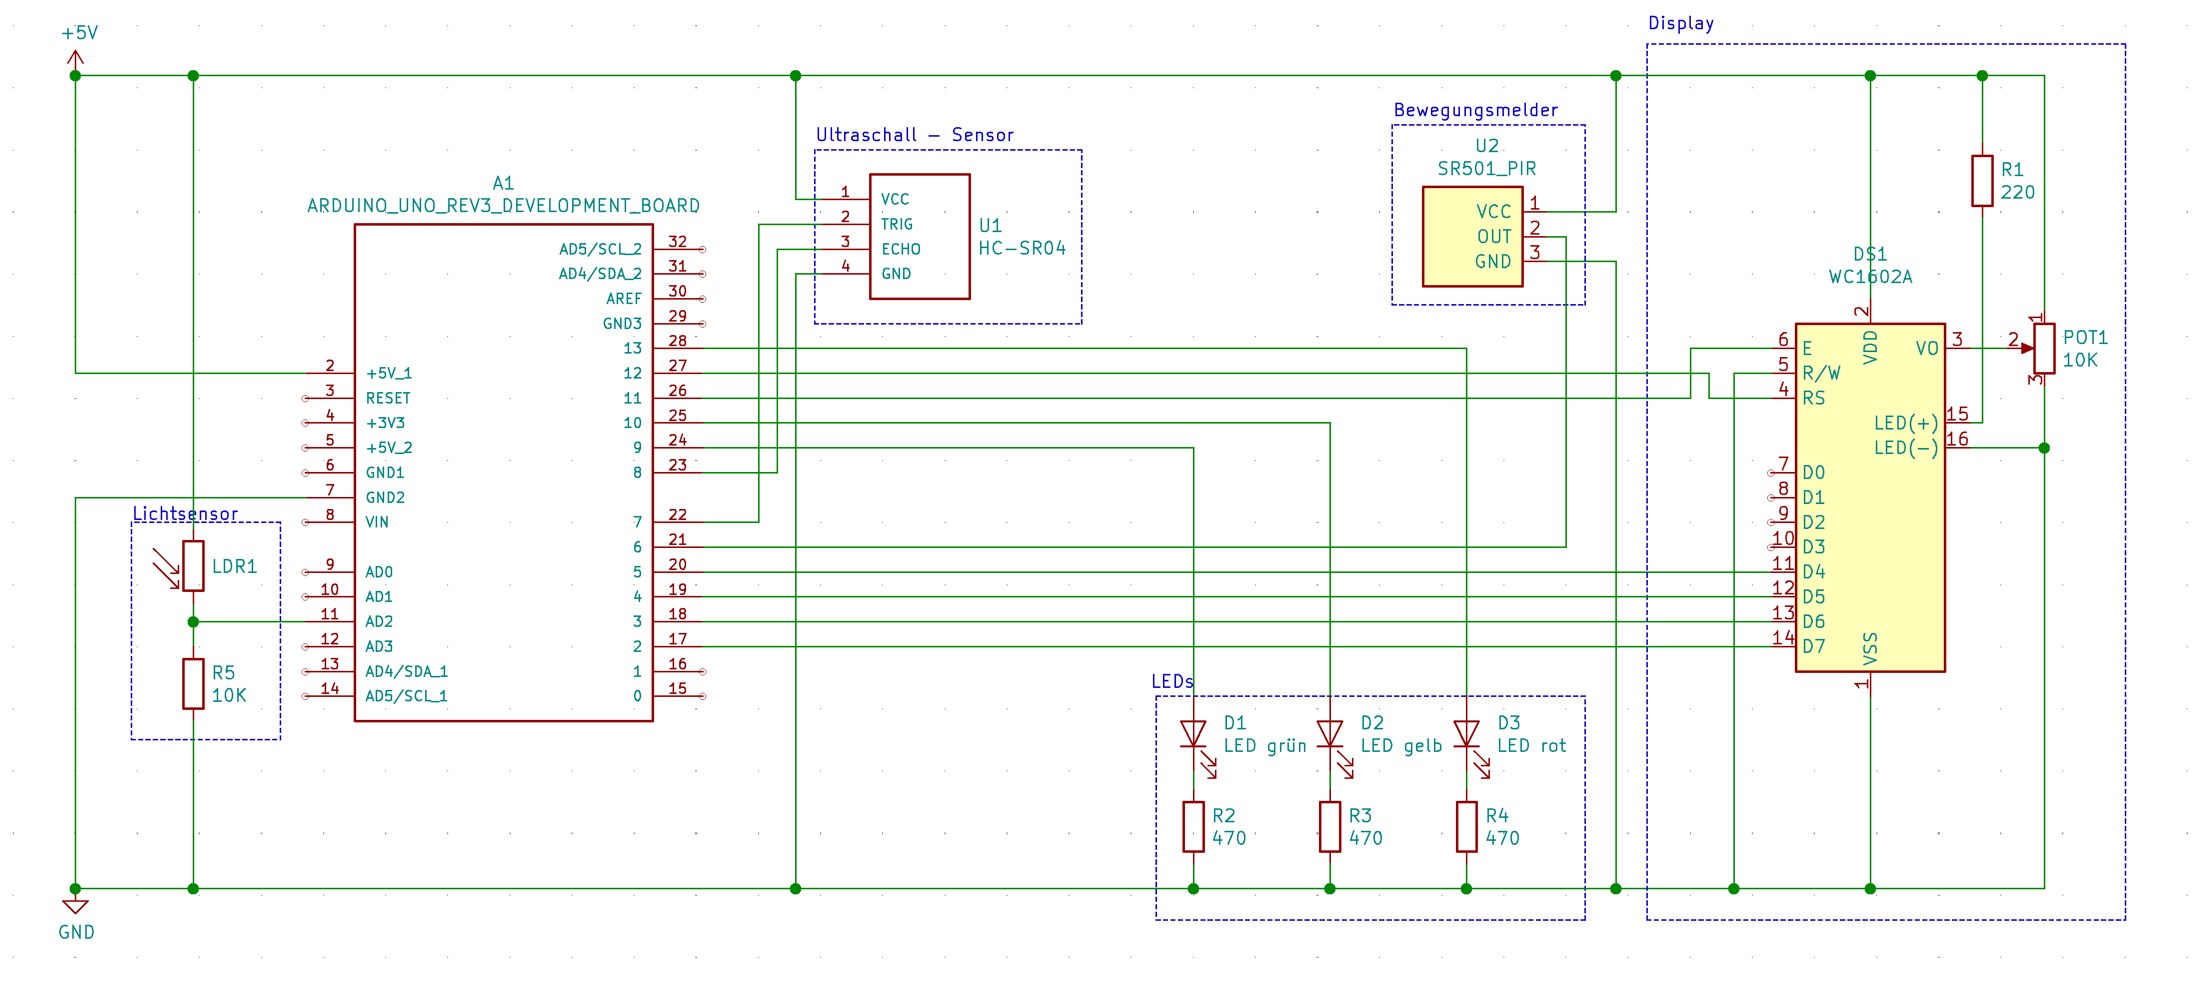 +5V
Display
Bewegungsmelder
Ultraschall - Sensor
U2
SR501_PIR
A1
ARDUINO_UNO_REV3_DEVELOPMENT_BOARD
R1
220
1 VCC
2 TRIG
3 ECHO
4 GND
U1
HC-SR04
VCC 1
OUT 2
GND 3
DS1
WC1602A
AD5/SCL_2 32
AD4/SDA_2 31
AREF 30
GND3 29
13 28
12 27
11 26
10 25
9 24
8 23
7 22
6 21
5 20
4 19
3 18
2 17
1 16
0 15
2 +5V_1
3 RESET
4 +3V3
5 +5V_2
6 GND1
7 GND2
8 VIN
9 AD0
10 AD1
11 AD2
12 AD3
13 AD4/SDA_1
14 AD5/SCL_1
2 VDD
6 E
5 R/W
4 RS
7 D0
8 D1
9 D2
10 D3
11 D4
12 D5
13 D6
14 D7
VO 3
LED(+) 15
LED(-) 16
VSS 1
1
2
3
POT1
10K
Lichtsensor
LDR1
R5
10K
LEDs
D1
LED grün
D2
LED gelb
D3
LED rot
R2
470
R3
470
R4
470
GND